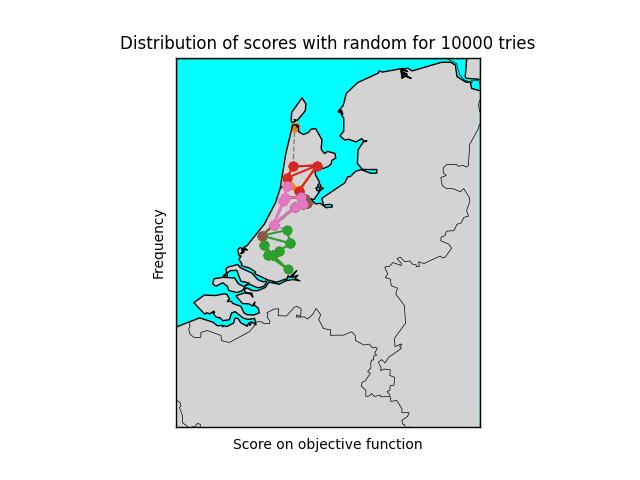 Distribution of scores with random for 10000 tries
Frequency
Score on objective function